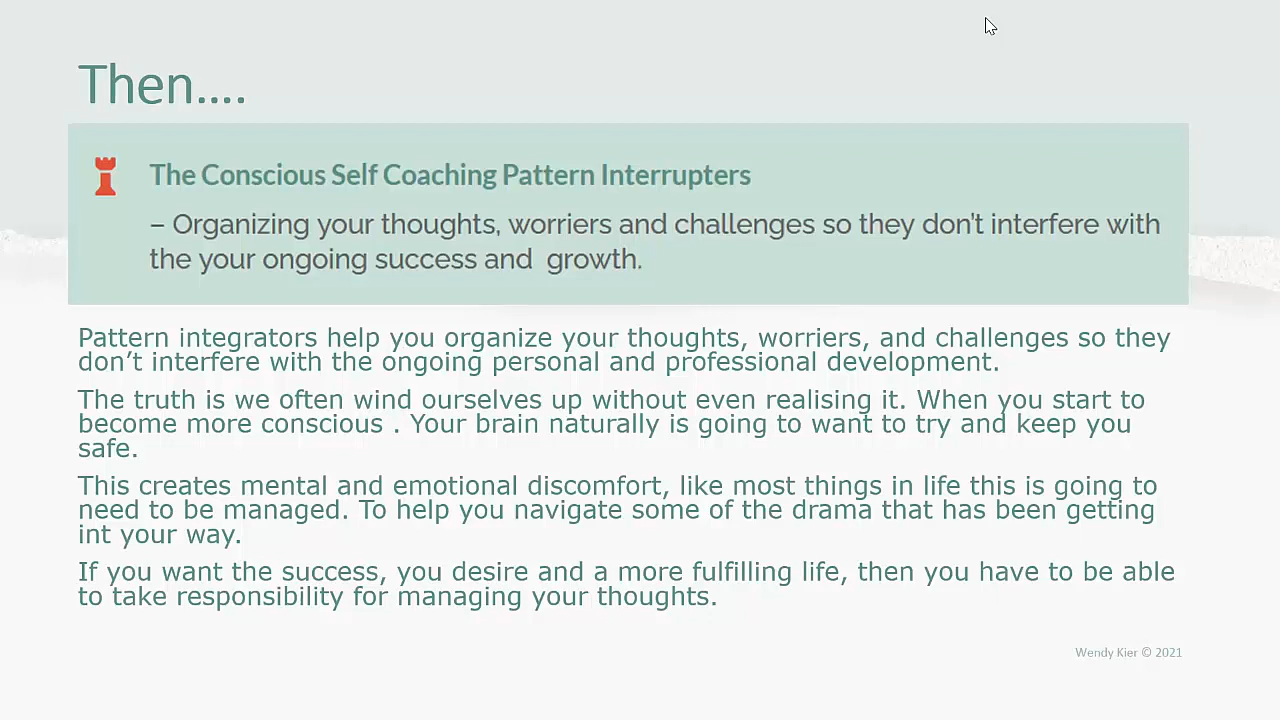 Then....
The Conscious Self Coaching Pattern Interrupters
– Organizing your thoughts, worriers and challenges so they don't interfere with
the your ongoing success and growth.
Pattern integrators help you organize your thoughts, worriers, and challenges so they
don’t interfere with the ongoing personal and professional development.
The truth is we often wind ourselves up without even realising it. When you start to
become more conscious . Your brain naturally is going to want to try and keep you
safe.
This creates mental and emotional discomfort, like most things in life this is going to
need to be managed. To help you navigate some of the drama that has been getting
int your way.
If you want the success, you desire and a more fulfilling life, then you have to be able
to take responsibility for managing your thoughts.
Wendy Kier © 2021